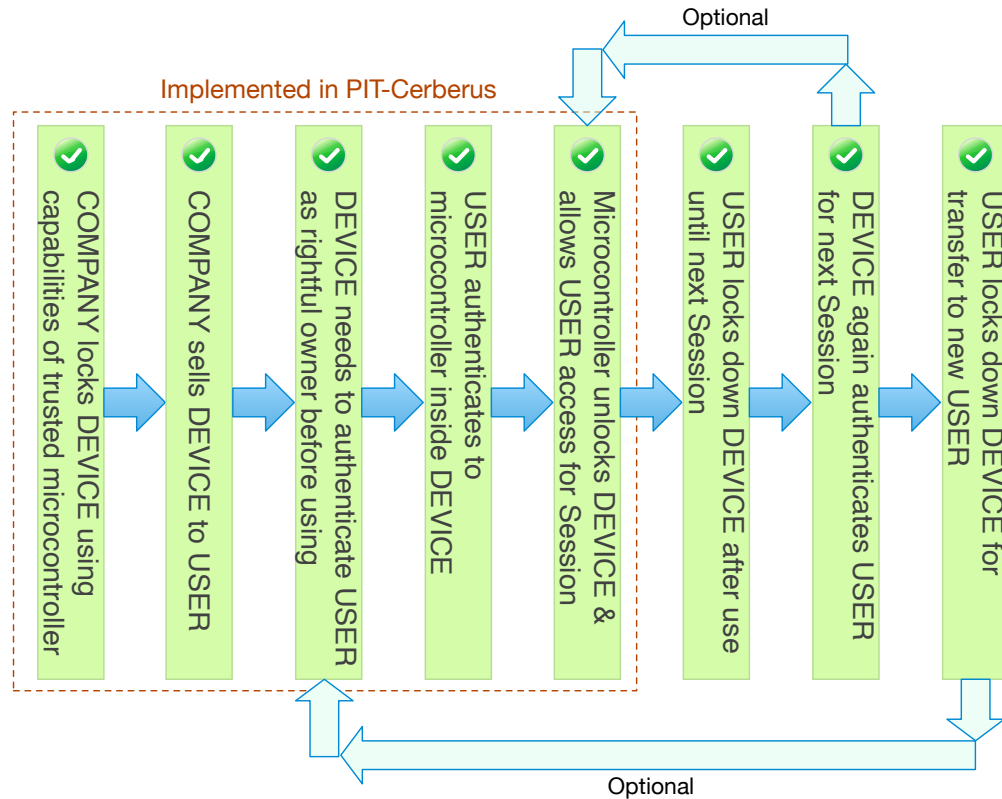 Optional
Implemented in PIT-Cerberus
COMPANY locks DEVICE using
capabilities of trusted microcontroller
COMPANY sells DEVICE to USER
DEVICE needs to authenticate USER
as rightful owner before using
USER authenticates to
microcontroller inside DEVICE
Microcontroller unlocks DEVICE &
allows USER access for Session
USER locks down DEVICE after use
until next Session
DEVICE again authenticates USER
for next Session
USER locks down DEVICE for
transfer to new USER
Optional